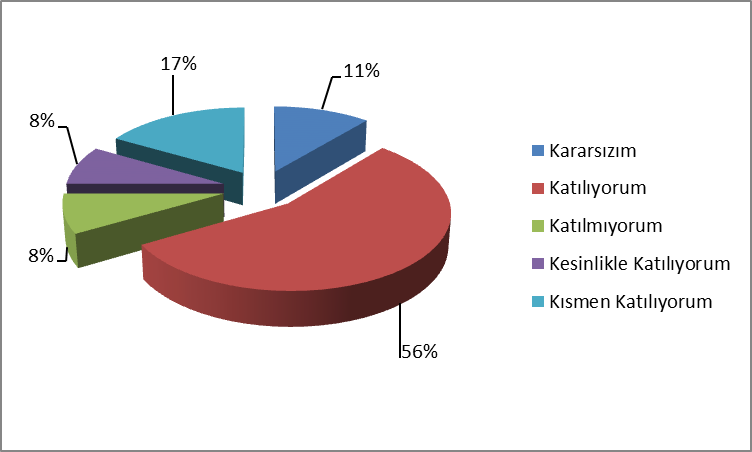 17%
11%
8%
8%
56%
Kararsızım
Katılıyorum
Katılmıyorum
Kesinlikle Katılıyorum
Kısmen Katılıyorum